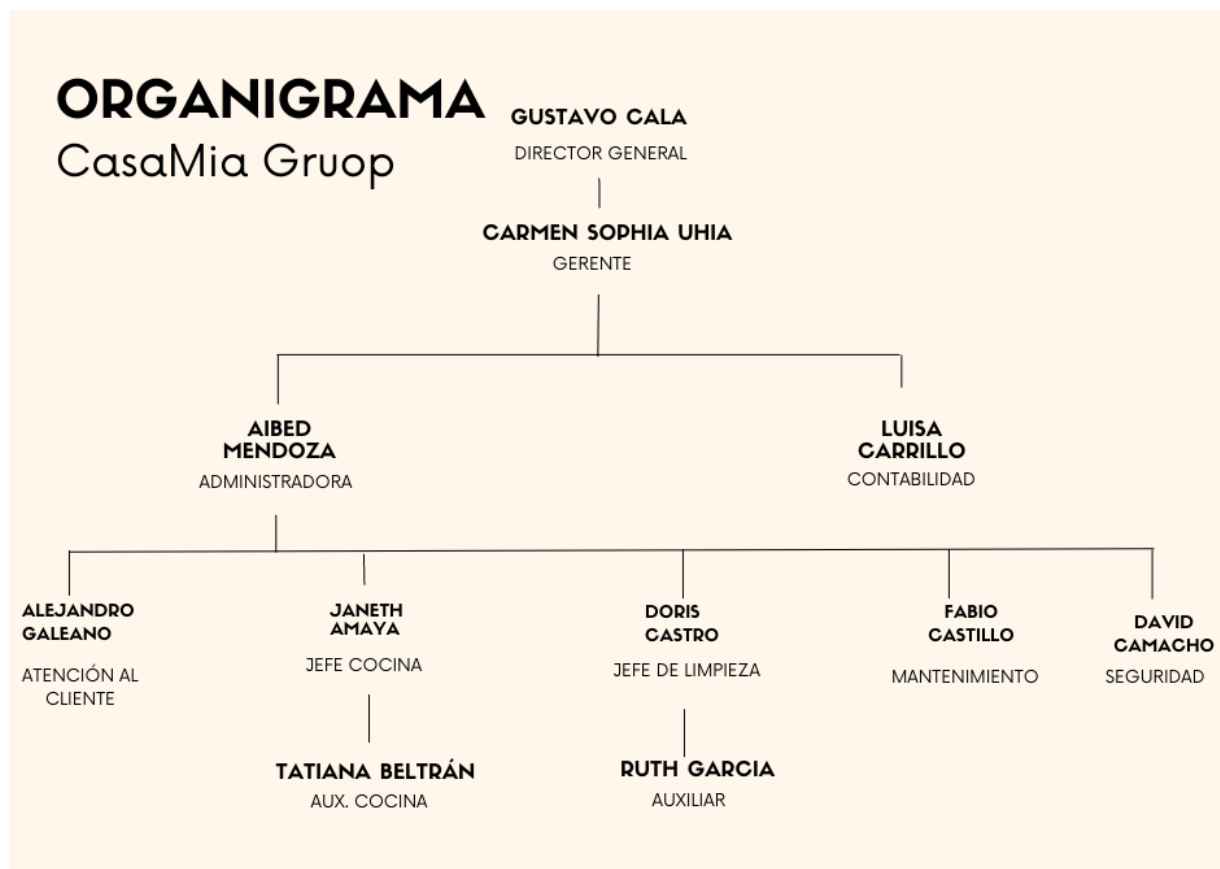 ORGANIGRAMA
CasaMia Gruop
GUSTAVO CALA
DIRECTOR GENERAL
CARMEN SOPHIA UHIA
GERENTE
AIBED
MENDOZA
ADMINISTRADORA
LUISA
CARRILLO
CONTABILIDAD
ALEJANDRO
GALEANO
ATENCIÓN AL
CLIENTE
JANETH
AMAYA
JEFE COCINA
DORIS
CASTRO
JEFE DE LIMPIEZA
FABIO
CASTILLO
MANTENIMIENTO
DAVID
CAMACHO
SEGURIDAD
TATIANA BELTRÁN
AUX. COCINA
RUTH GARCIA
AUXILIAR